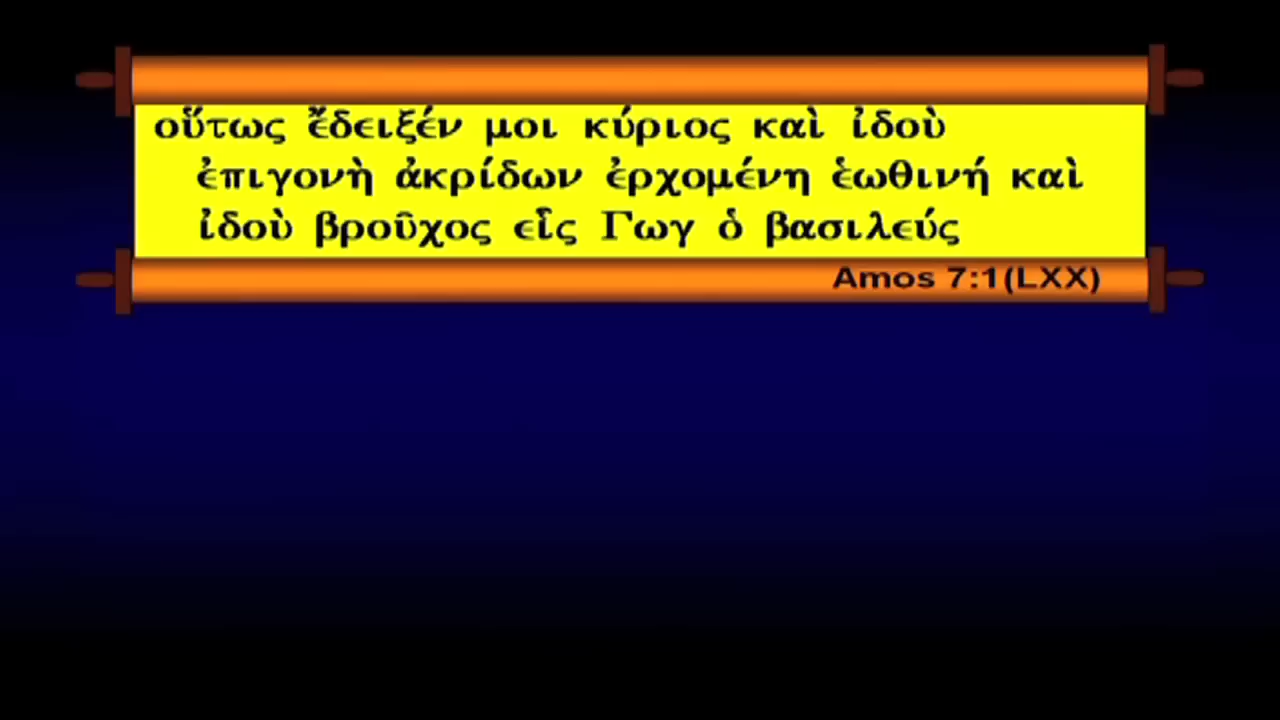 οὕτως ἔδειξέν μοι κύριος καὶ ἰδοὺ
ἐπιγονὴ ἀκρίδων ἐρχομένη ἑωθινή καὶ
ἰδοὺ βροῦχος εἷς Γωγ ὁ βασιλεύς
Amos 7:1(LXX)